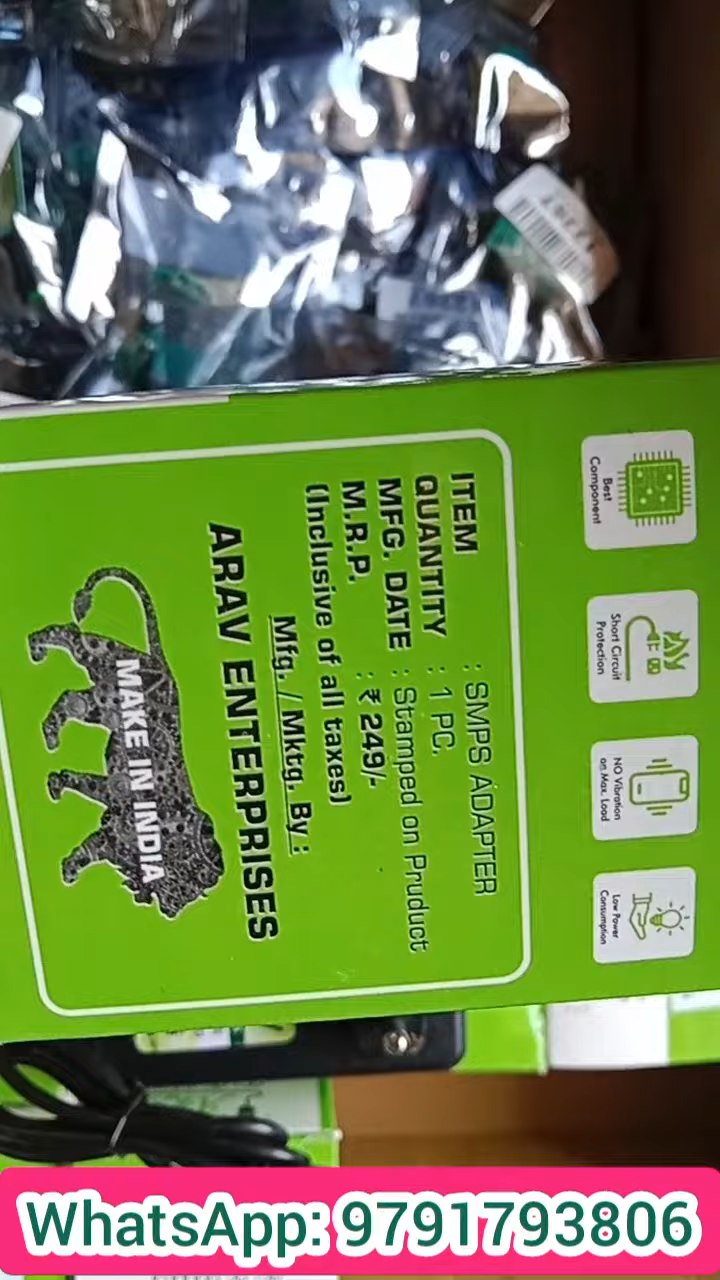 Best
Component
Short Circuit
Protection
NO Vibration
on Max. Load
Low Power
Consumption
ITEM : SMPS ADAPTER
QUANTITY : 1 PC.
MFG. DATE : Stamped on Pruduct
M.R.P. : ₹ 249/-
(Inclusive of all taxes)
Mfg. / Mktg. By :
ARAV ENTERPRISES
MAKE IN INDIA
WhatsApp: 9791793806